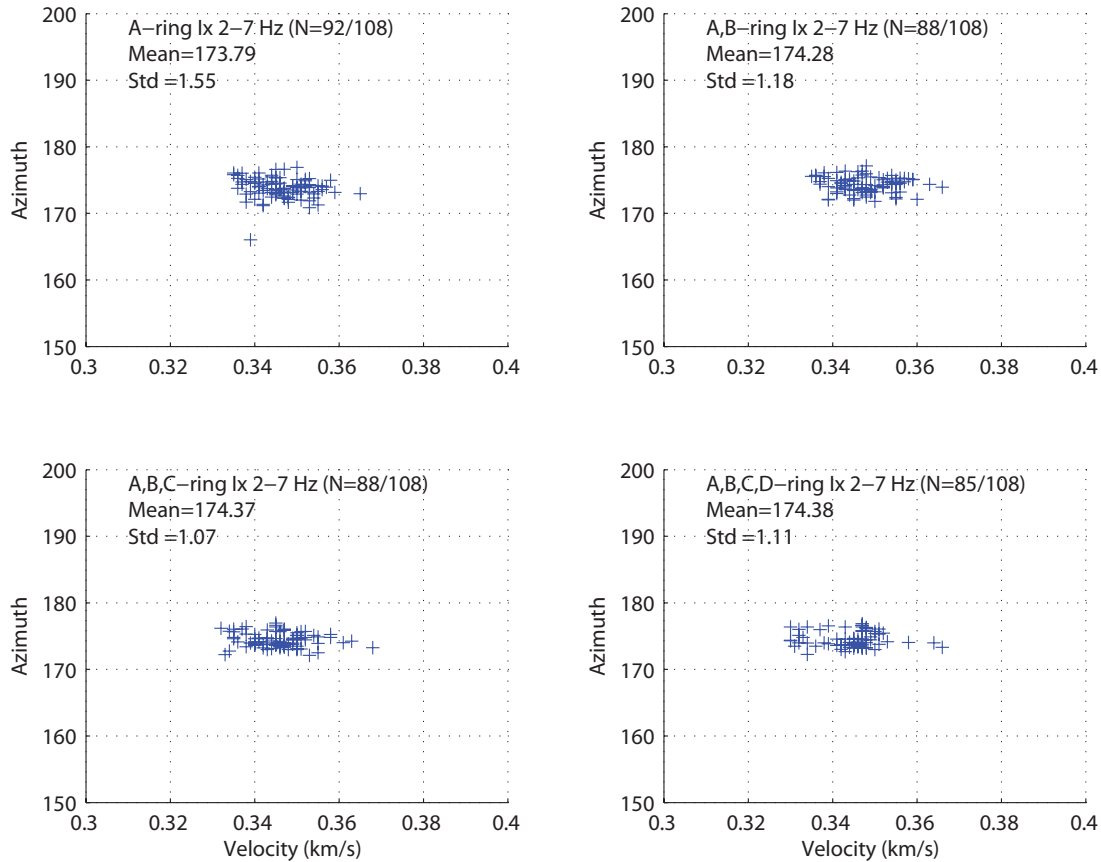 A−ring Ix 2−7 Hz (N=92/108)
Mean=173.79
Std =1.55
Azimuth
200
190
180
170
160
150
0.3
0.32
0.34
0.36
0.38
0.4
A,B−ring Ix 2−7 Hz (N=88/108)
Mean=174.28
Std =1.18
Azimuth
200
190
180
170
160
150
0.3
0.32
0.34
0.36
0.38
0.4
A,B,C−ring Ix 2−7 Hz (N=88/108)
Mean=174.37
Std =1.07
Azimuth
200
190
180
170
160
150
0.3
0.32
0.34
0.36
0.38
0.4
Velocity (km/s)
A,B,C,D−ring Ix 2−7 Hz (N=85/108)
Mean=174.38
Std =1.11
Azimuth
200
190
180
170
160
150
0.3
0.32
0.34
0.36
0.38
0.4
Velocity (km/s)